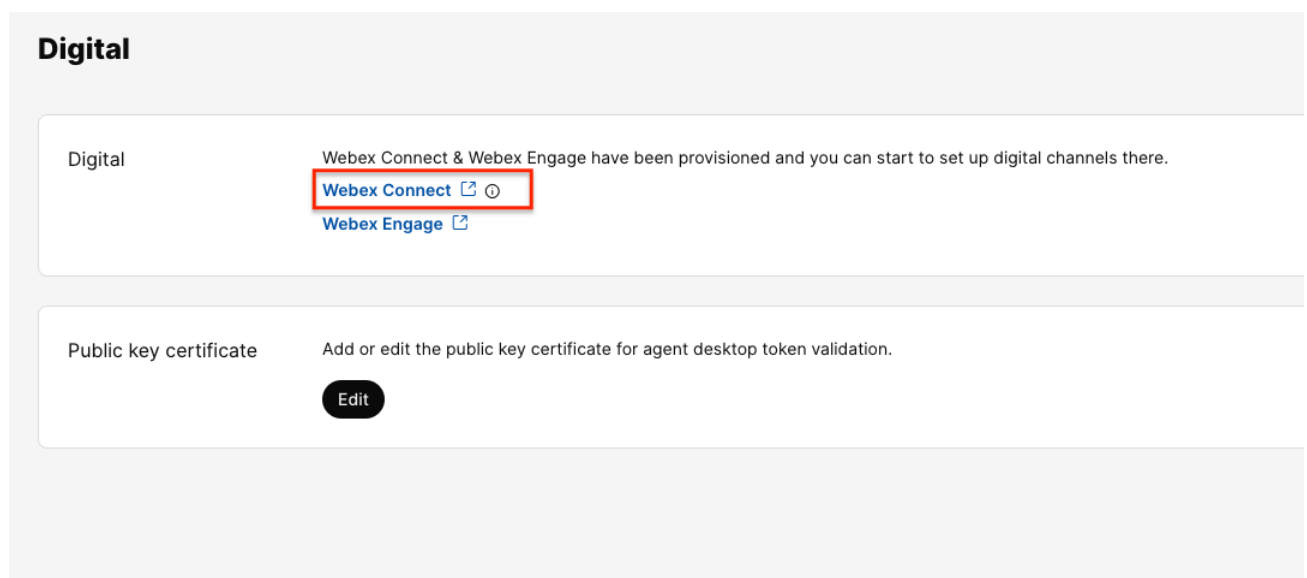 Digital
Digital
Webex Connect & Webex Engage have been provisioned and you can start to set up digital channels there.
Webex Connect
Webex Engage
Public key certificate
Add or edit the public key certificate for agent desktop token validation.
Edit